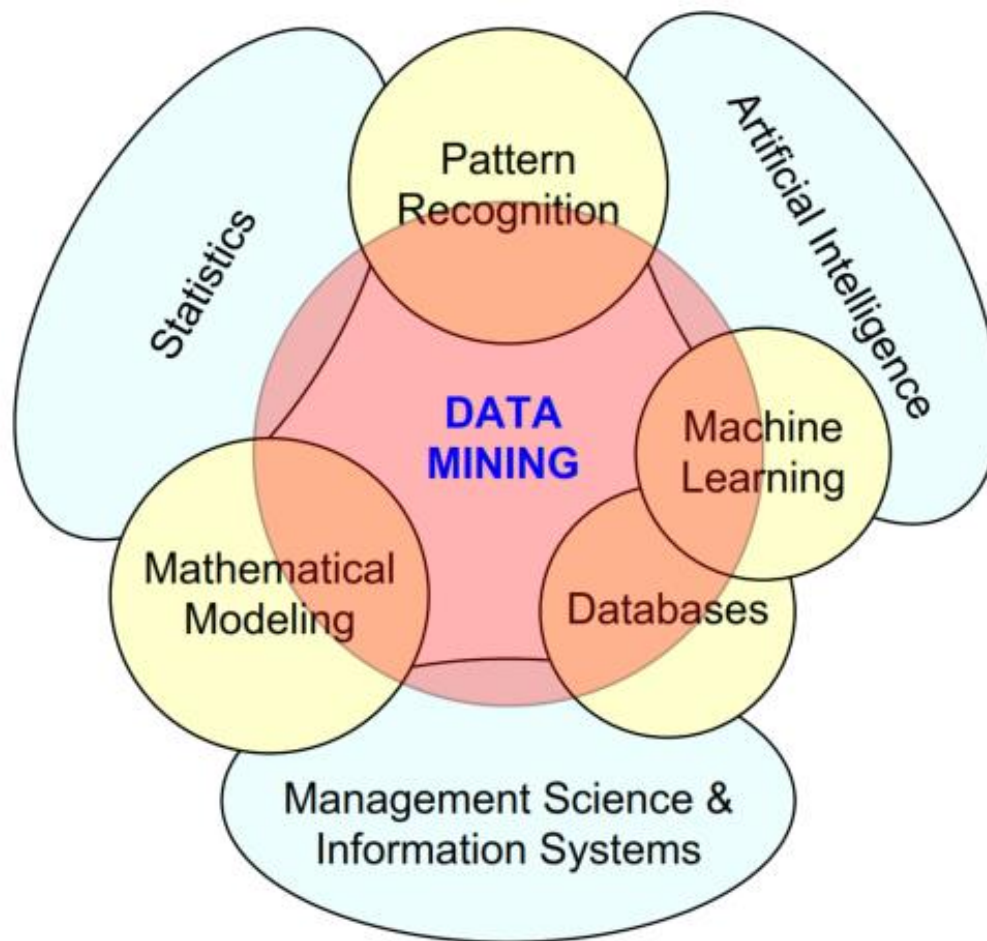 Pattern
Recognition
Statistics
Artificial Intelligence
DATA
MINING
Machine
Learning
Mathematical
Modeling
Databases
Management Science &
Information Systems